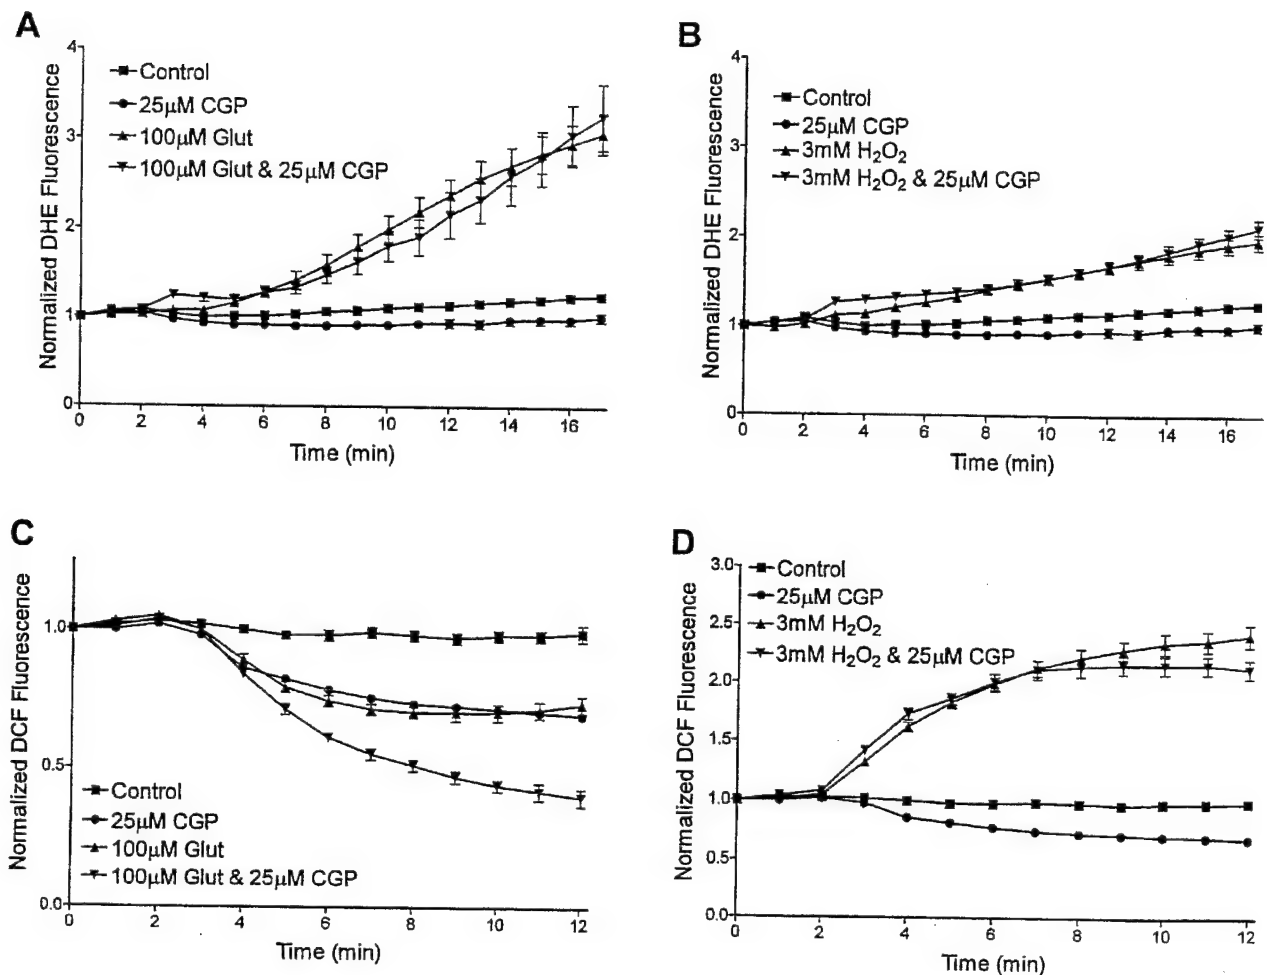 A
Normalized DHE Fluorescence
4
3
2
1
0
Control
25µM CGP
100µM Glut
100µM Glut & 25µM CGP
0 2 4 6 8 10 12 14 16
Time (min)
B
Normalized DHE Fluorescence
4
3
2
1
0
Control
25µM CGP
3mM H₂O₂
3mM H₂O₂ & 25µM CGP
0 2 4 6 8 10 12 14 16
Time (min)
C
Normalized DCF Fluorescence
1.0
0.5
0.0
Control
25µM CGP
100µM Glut
100µM Glut & 25µM CGP
0 2 4 6 8 10 12
Time (min)
D
Normalized DCF Fluorescence
3.0
2.5
2.0
1.5
1.0
0.5
0.0
Control
25µM CGP
3mM H₂O₂
3mM H₂O₂ & 25µM CGP
0 2 4 6 8 10 12
Time (min)